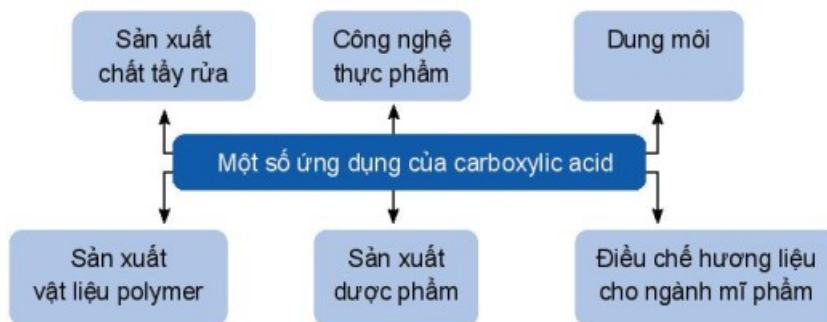 Sản xuất
chất tẩy rửa
Công nghệ
thực phẩm
Dung môi
Một số ứng dụng của carboxylic acid
Sản xuất
vật liệu polymer
Sản xuất
dược phẩm
Điều chế hương liệu
cho ngành mĩ phẩm